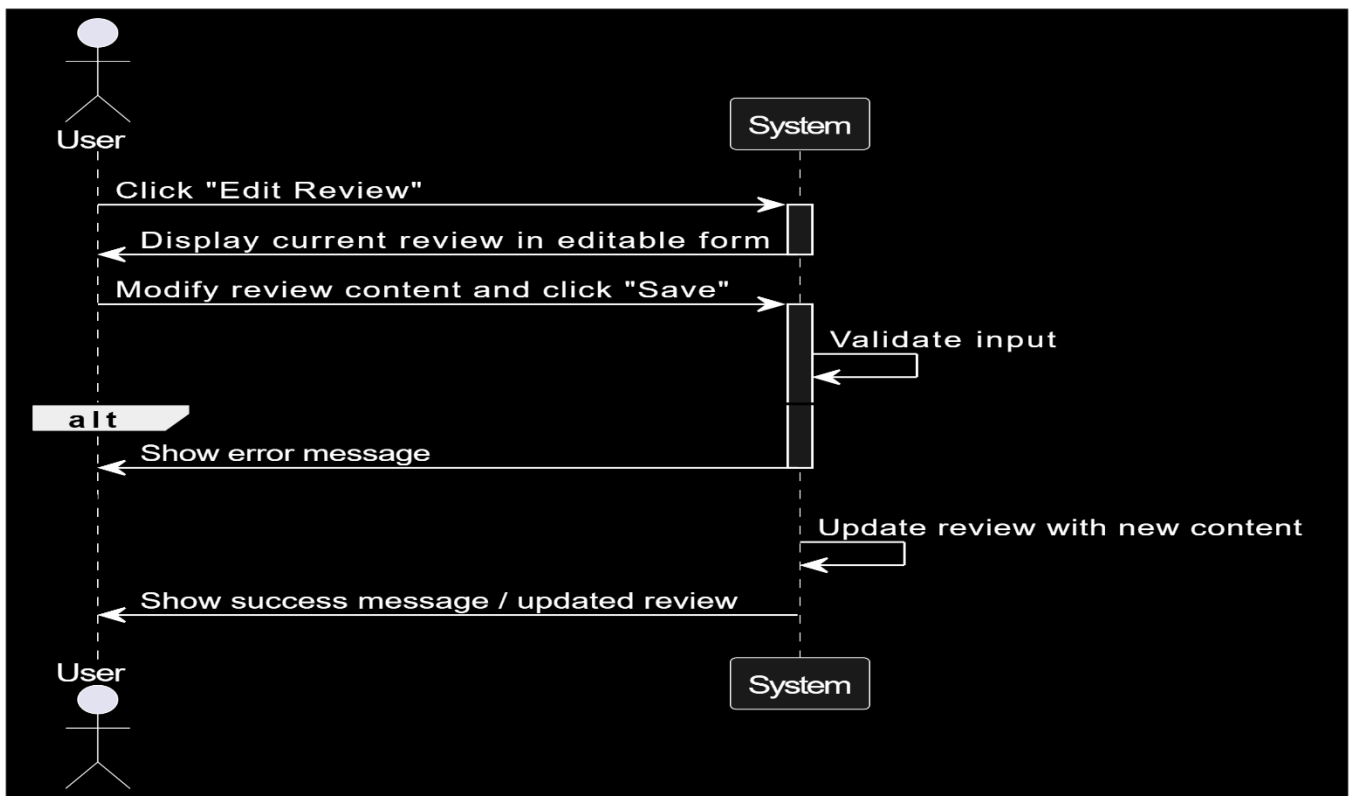 User
System
Click "Edit Review"
Display current review in editable form
Modify review content and click "Save"
Validate input
alt
Show error message
Update review with new content
Show success message / updated review
User
System